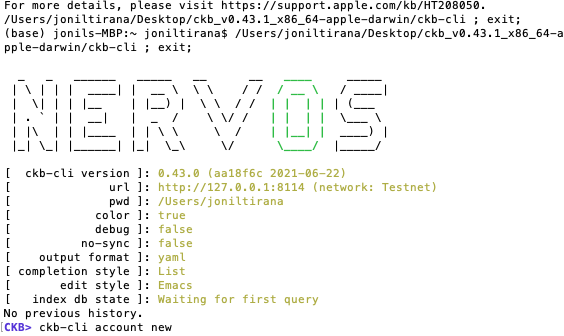 For more details, please visit https://support.apple.com/kb/HT208050.
/Users/joniltirana/Desktop/ckb_v0.43.1_x86_64-apple-darwin/ckb-cli ; exit;
(base) jonils-MBP:~ joniltirana$ /Users/joniltirana/Desktop/ckb_v0.43.1_x86_64-a
pple-darwin/ckb-cli ; exit;
NERVOS
[  ckb-cli version ]: 0.43.0 (aa18f6c 2021-06-22)
[              url ]: http://127.0.0.1:8114 (network: Testnet)
[              pwd ]: /Users/joniltirana
[            color ]: true
[            debug ]: false
[          no-sync ]: false
[    output format ]: yaml
[ completion style ]: List
[       edit style ]: Emacs
[   index db state ]: Waiting for first query
No previous history.
CKB> ckb-cli account new